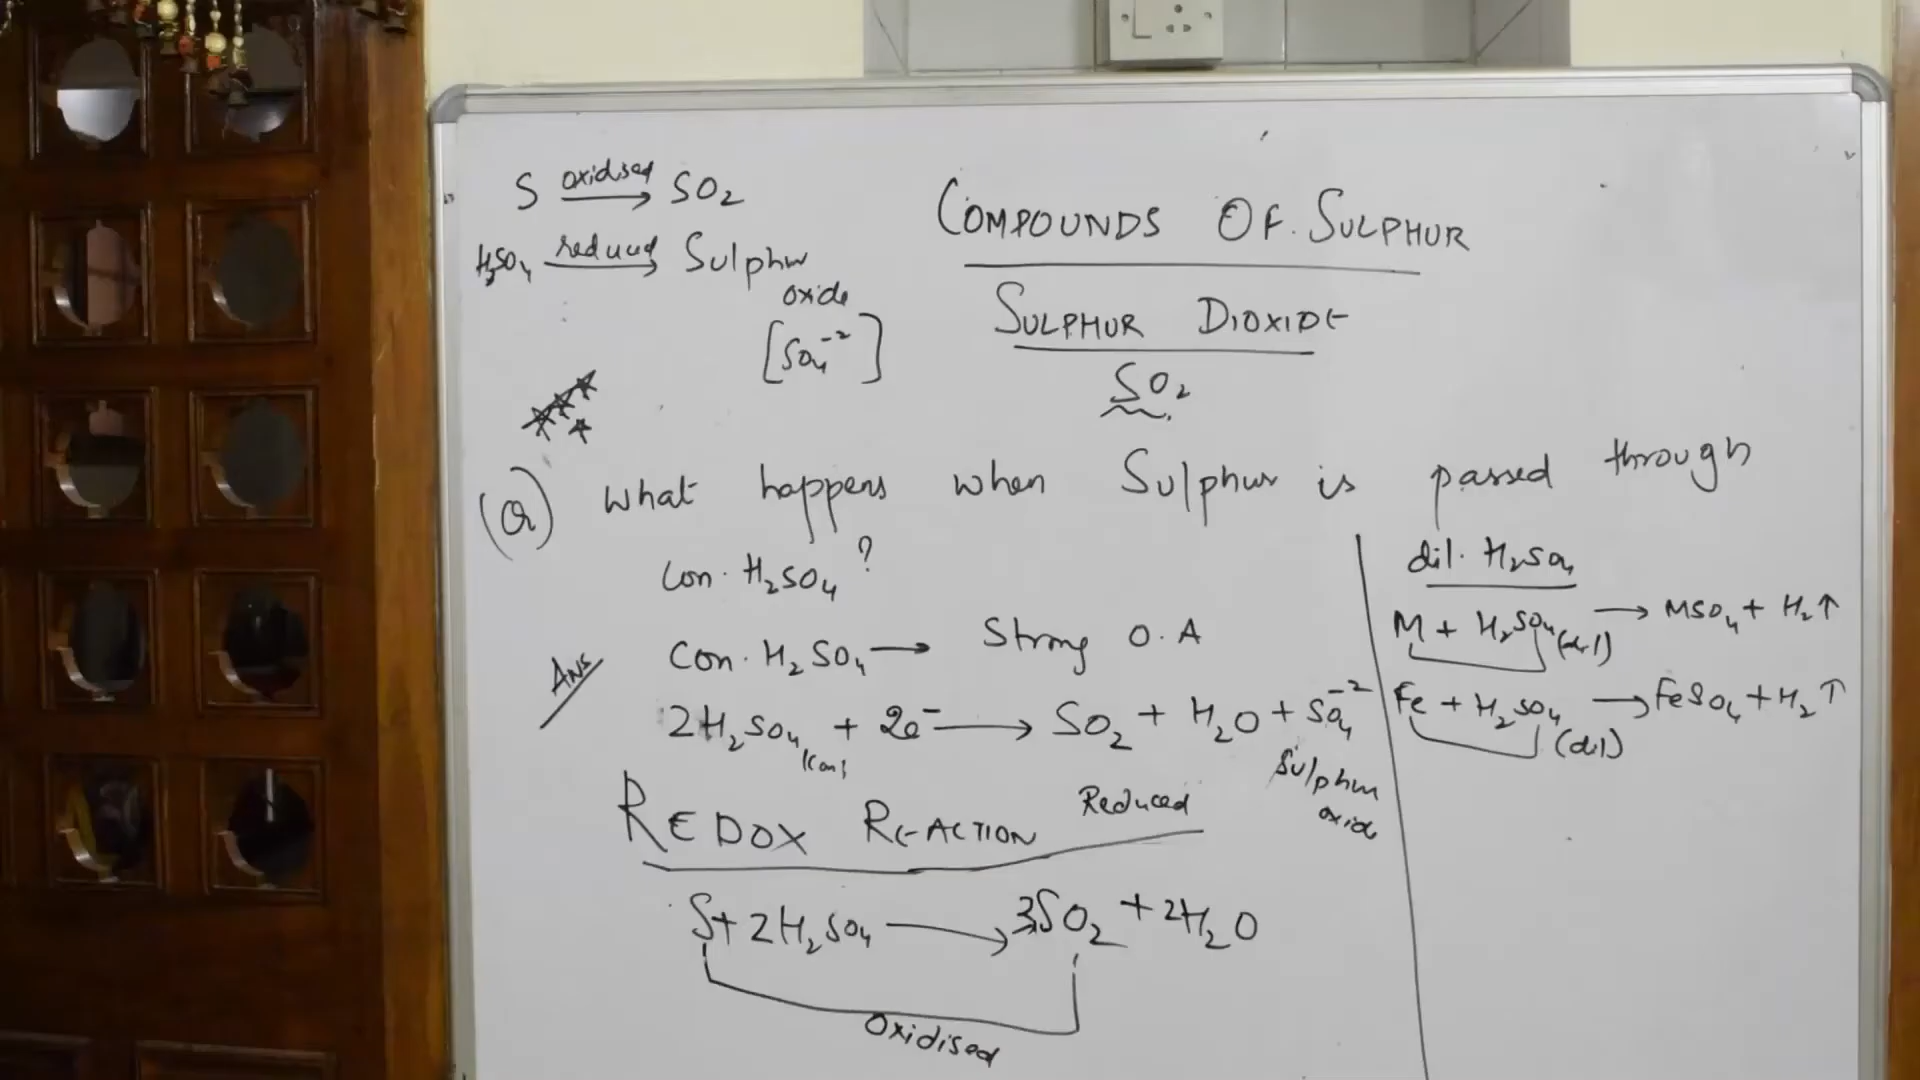 S oxidised → SO2
H2SO4 reduced → Sulphur oxide
[SO4-2]
COMPOUNDS OF SULPHUR
SULPHUR DIOXIDE
SO2
(Q) What happens when Sulphur is passed through
Con. H2SO4 ?
Ans
Con. H2SO4 → Strong O.A
2H2SO4 (con) + 2e- → SO2 + H2O + SO4-2
Sulphur oxide
REDOX REACTION
Reduced
S + 2H2SO4 → 3SO2 + 2H2O
Oxidised
dil. H2SO4
M + H2SO4 (dil) → MSO4 + H2↑
Fe + H2SO4 (dil) → FeSO4 + H2↑